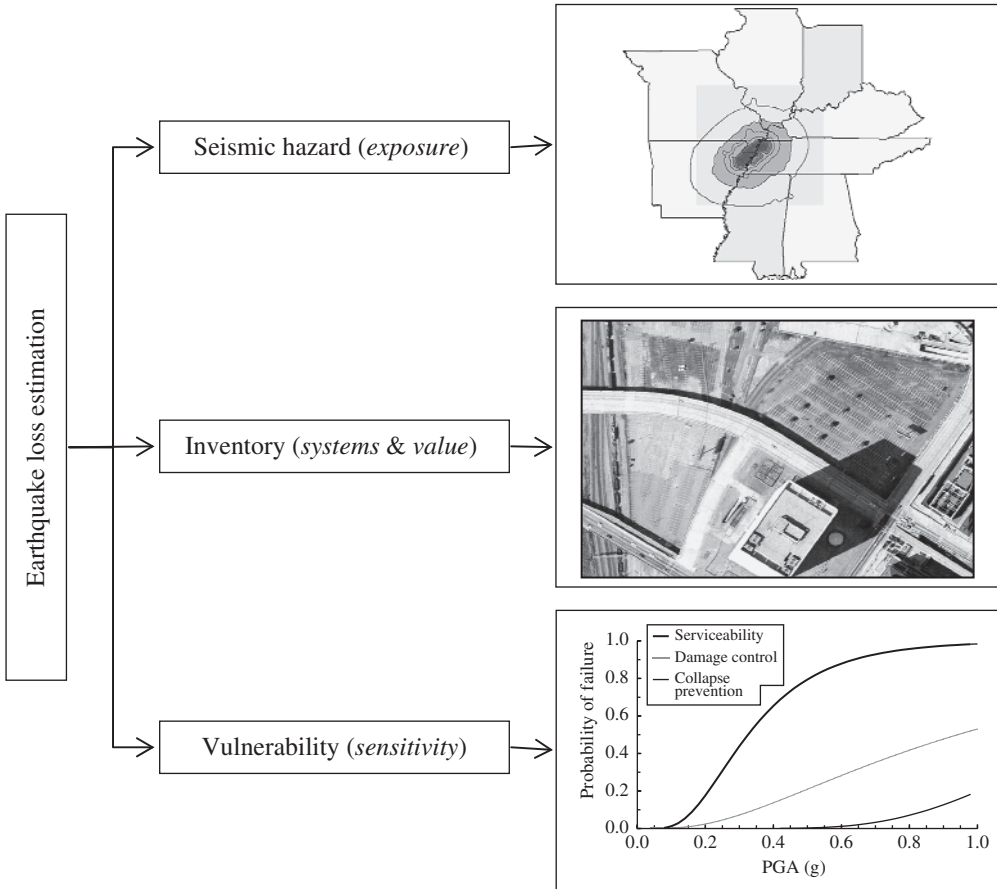 Earthquake loss estimation
Seismic hazard (exposure)
Inventory (systems & value)
Vulnerability (sensitivity)
Serviceability
Damage control
Collapse
prevention
Probability of failure
1.0
0.8
0.6
0.4
0.2
0.0
0.0 0.2 0.4 0.6 0.8 1.0
PGA (g)